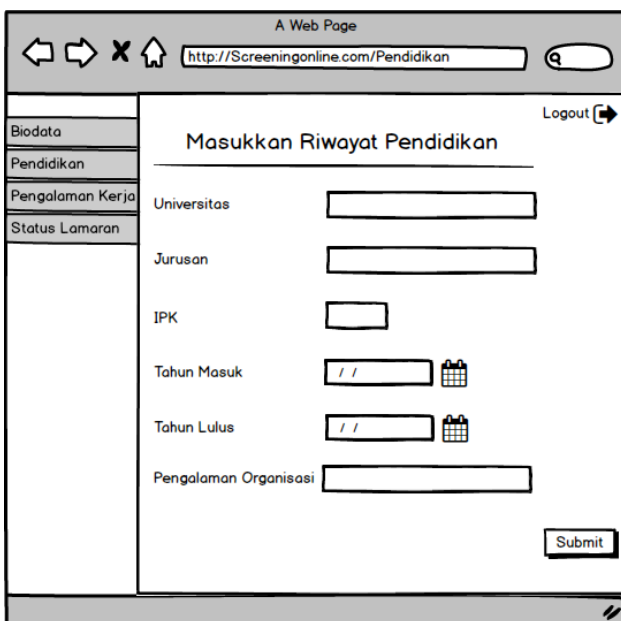 A Web Page
http://Screeningonline.com/Pendidikan
Logout
Biodata
Pendidikan
Pengalaman Kerja
Status Lamaran
Masukkan Riwayat Pendidikan
Universitas
Jurusan
IPK
Tahun Masuk / /
Tahun Lulus / /
Pengalaman Organisasi
Submit